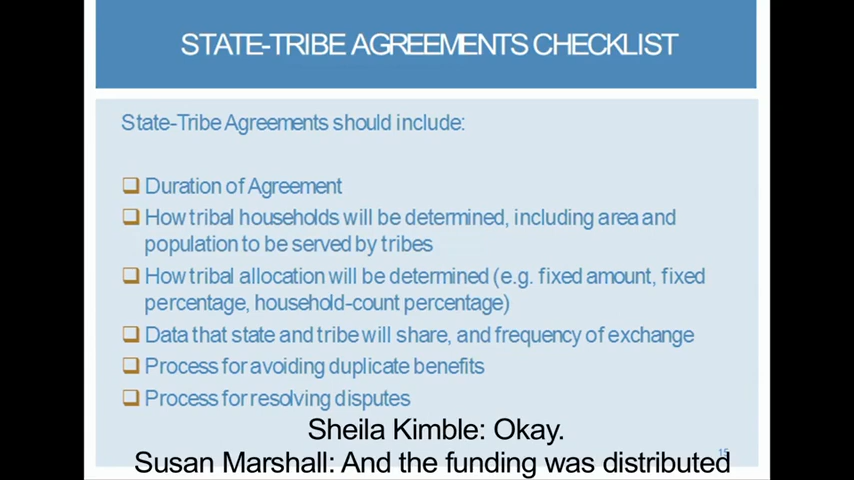 STATE-TRIBE AGREEMENTS CHECKLIST
State-Tribe Agreements should include:
Duration of Agreement
How tribal households will be determined, including area and
population to be served by tribes
How tribal allocation will be determined (e.g. fixed amount, fixed
percentage, household-count percentage)
Data that state and tribe will share, and frequency of exchange
Process for avoiding duplicate benefits
Process for resolving disputes
Sheila Kimble: Okay.
15
Susan Marshall: And the funding was distributed